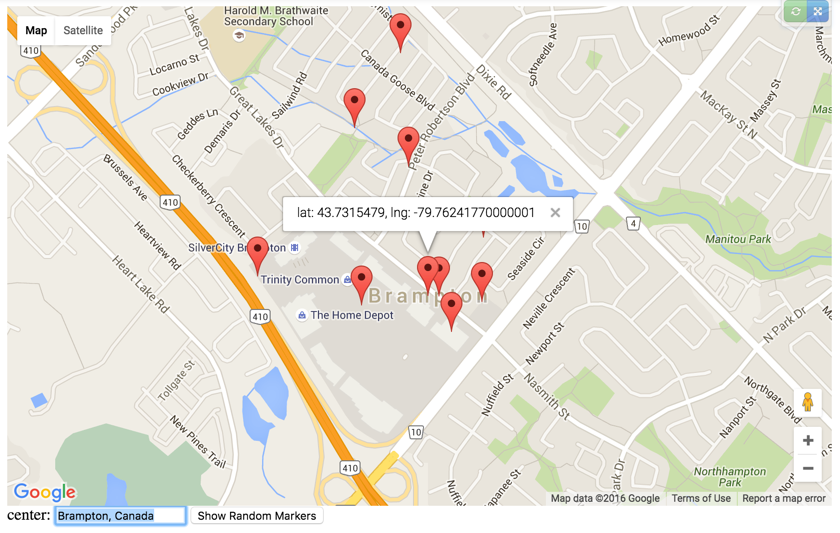 Map
Satellite
Harold M. Brathwaite
Secondary School
Lakes Dr
Locarno St
Cookview Dr
Sailwind Rd
Canada Goose Blvd
Dixie Rd
Softneedle Ave
Homewood St
MacKay St N
Massey St
410
Geddes Ln
Demaris Dr
Great Lakes Dr
Peter Robertson Blvd
Brussels Ave
Checkerberry Crescent
410
lat: 43.7315479, lng: -79.76241770000001
10
4
Manitou Park
Heartview Rd
SilverCity
Seaside Cir
Heart Lake Rd
Trinity Common
Brampton
Neville Crescent
410
The Home Depot
Newport St
N Park Dr
Tollgate St
Nuffield St
Nasmith St
Northgate Blvd
Nanport St
New Pines Trail
10
410
Northhampton
Park
Park Dr
Google
Map data ©2016 Google
Terms of Use
Report a map error
center: Brampton, Canada Show Random Markers